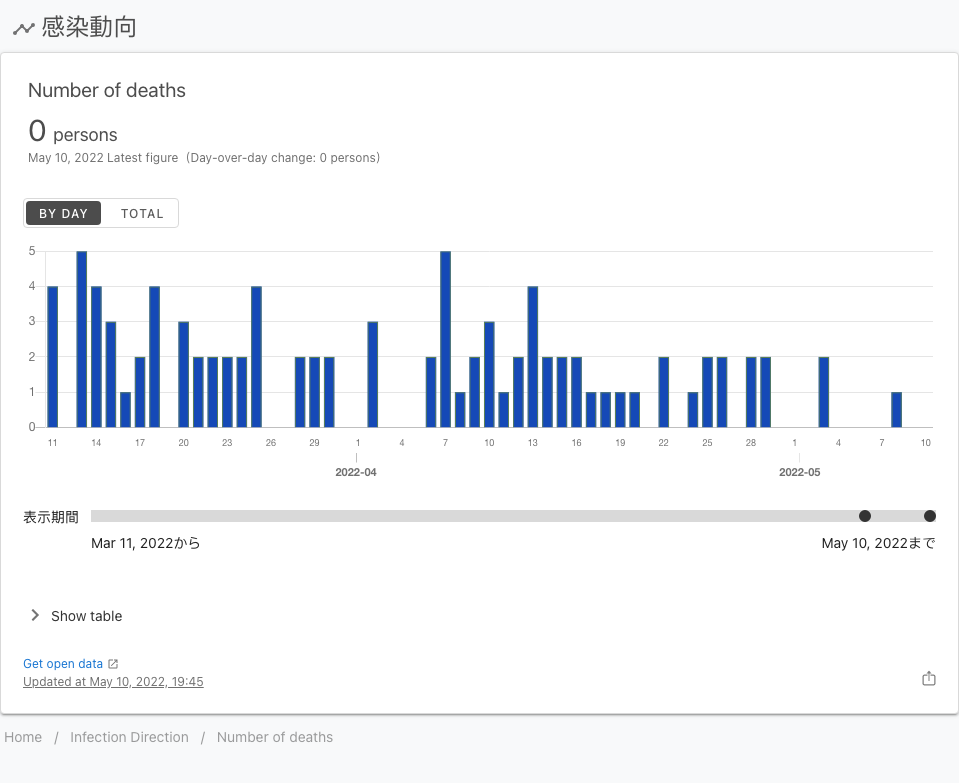 感染動向
Number of deaths
0 persons
May 10, 2022 Latest figure (Day-over-day change: 0 persons)
BY DAY TOTAL
5
4
3
2
1
0
11 14 17 20 23 26 29 1 4 7 10 13 16 19 22 25 28 1 4 7 10
2022-04 2022-05
表示期間
Mar 11, 2022から May 10, 2022まで
Show table
Get open data
Updated at May 10, 2022, 19:45
Home / Infection Direction / Number of deaths